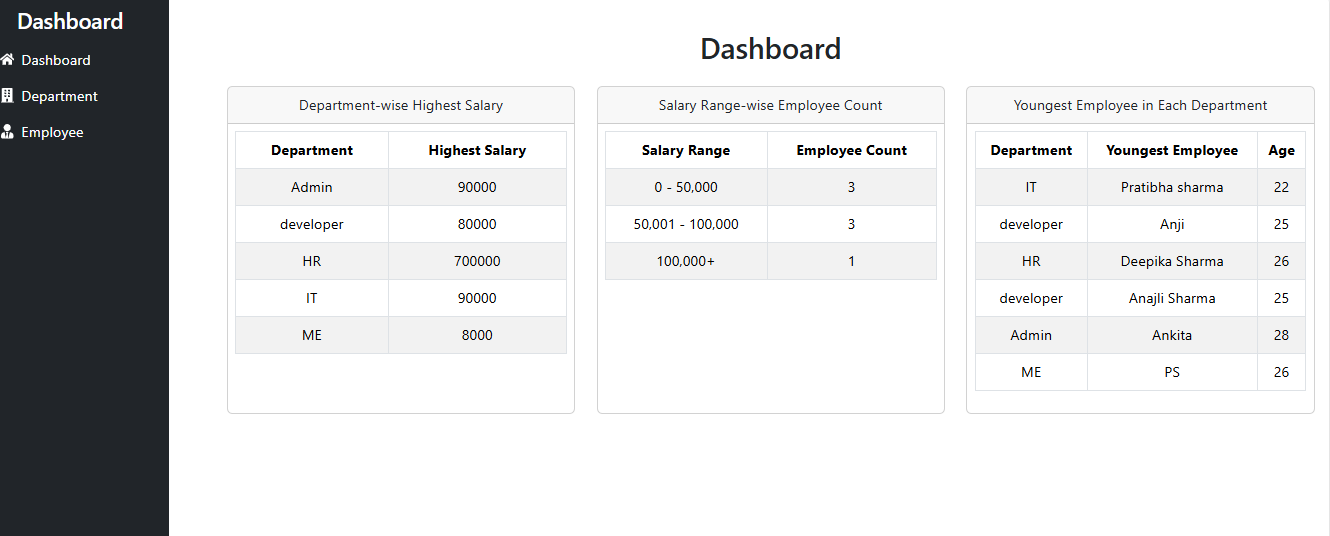 Dashboard
Dashboard
Department
Employee
Dashboard
Department-wise Highest Salary
Department Highest Salary
Admin 90000
developer 80000
HR 700000
IT 90000
ME 8000
Salary Range-wise Employee Count
Salary Range Employee Count
0 - 50,000 3
50,001 - 100,000 3
100,000+ 1
Youngest Employee in Each Department
Department Youngest Employee Age
IT Pratibha sharma 22
developer Anji 25
HR Deepika Sharma 26
developer Anajli Sharma 25
Admin Ankita 28
ME PS 26